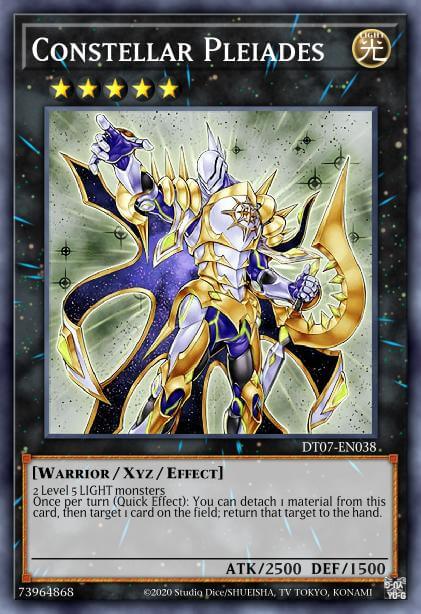 Constellar Pleiades
LIGHT
光
DT07-EN038
[Warrior / Xyz / Effect]
2 Level 5 LIGHT monsters
Once per turn (Quick Effect): You can detach 1 material from this
card, then target 1 card on the field; return that target to the hand.
ATK/2500 DEF/1500
73964868
©2020 Studio Dice/SHUEISHA, TV TOKYO, KONAMI